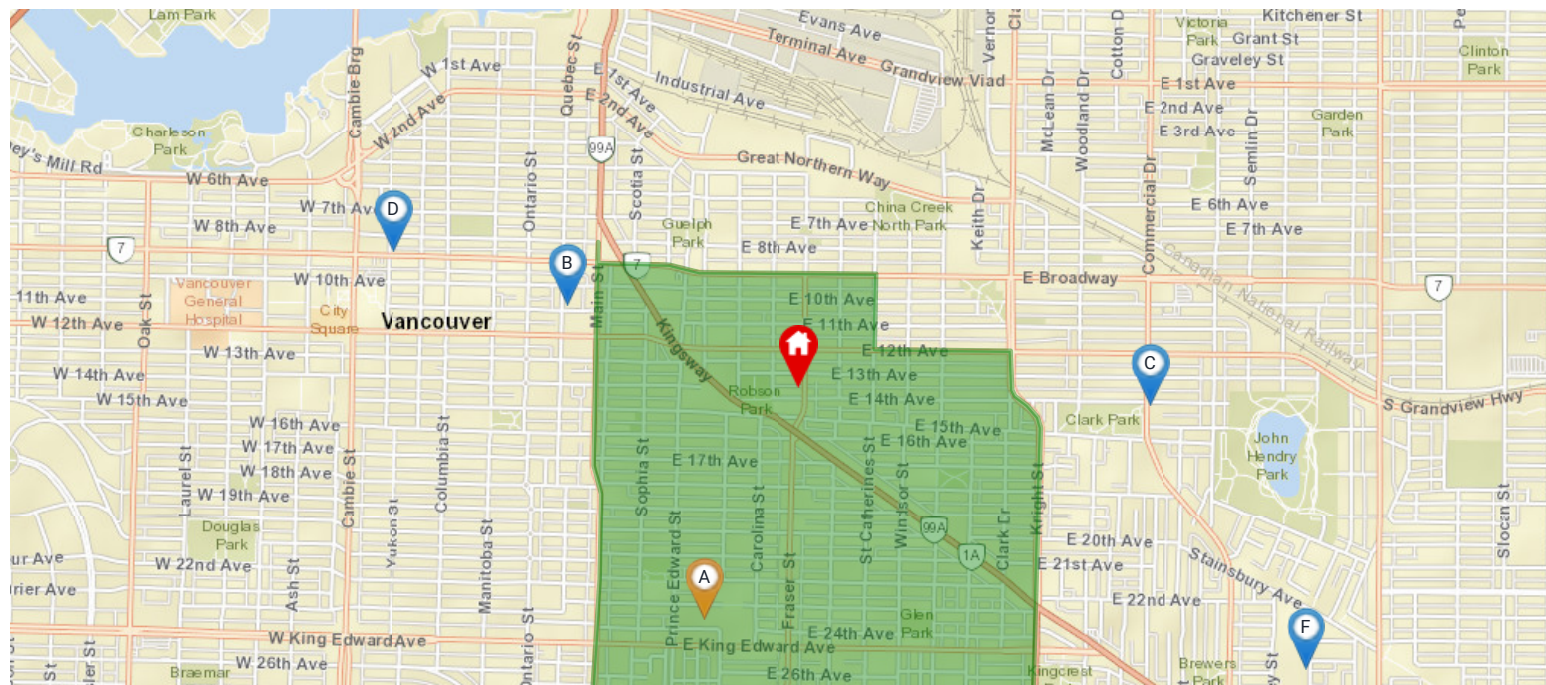 Lam Park
Evans Ave
Terminal Ave
Grandview Viad
Kitchener St
Victoria
Park
Grant St
Graveley St
Clinton
Park
W 1st Ave
Quebec St
E 1st Ave
E 2nd Ave
Industrial Ave
Cotton D
McLean Dr
Woodland Dr
E 1st Ave
E 2nd Ave
E 3rd Ave
Semlin Dr
Garden
Park
Cambie Brg
W 2nd Ave
Charleson
Park
ey's Mill Rd
W 6th Ave
99A
Great Northern Way
Ontario St
Scotia St
W 7th Av
D
W 8th Ave
Guelph
Park
E 7th Ave
China Creek
North Park
E 8th Ave
Keith Dr
Commercial Dr
E 6th Ave
E 7th Ave
Canadian National Railway
7
B
7
E Broadway
7
W 10th Ave
Vancouver
General
Hospital
City
Square
Vancouver
Main St
11th Ave
W 12th Ave
Oak St
E 10th Ave
E 11th Ave
E 12th Ave
Kingsway
W 13th Ave
W 14th Ave
W 15th Ave
E 13th Ave
E 14th Ave
Robson
Park
C
S Grandview Hwy
Clark Park
W 16th Ave
W 17th Ave
W 18th Ave
W 19th Ave
E 15th Ave
E 16th Ave
E 17th Ave
John
Hendry
Park
Laurel St
Cambie St
Columbia St
Sophia St
St Catherines St
Windsor St
Knight St
Yukon St
Manitoba St
Carolina St
Clark Dr
99A
1A
Slocan St
Douglas
Park
W 22nd Ave
ur Ave
rier Ave
Ash St
Prince Edward St
A
Fraser St
E 20th Ave
E 21st Ave
E 22nd Ave
Stainsbury Ave
Glen
Park
F
W King Edward Ave
E King Edward Ave
E 24th Ave
W 26th Ave
E 26th Ave
Braemar
Ontario St
Kingcrest
Brewers
Park